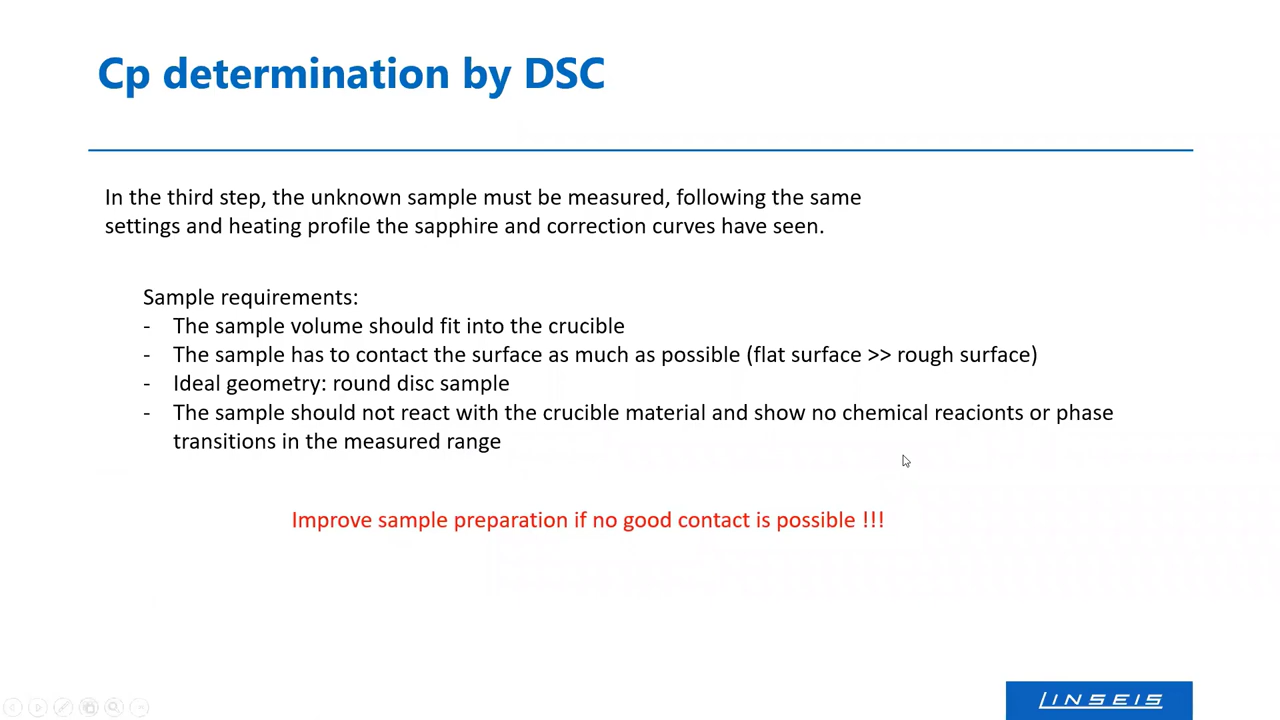 Cp determination by DSC
In the third step, the unknown sample must be measured, following the same
settings and heating profile the sapphire and correction curves have seen.
Sample requirements:
- The sample volume should fit into the crucible
- The sample has to contact the surface as much as possible (flat surface >> rough surface)
- Ideal geometry: round disc sample
- The sample should not react with the crucible material and show no chemical reacionts or phase
transitions in the measured range
Improve sample preparation if no good contact is possible !!!
LINSEIS